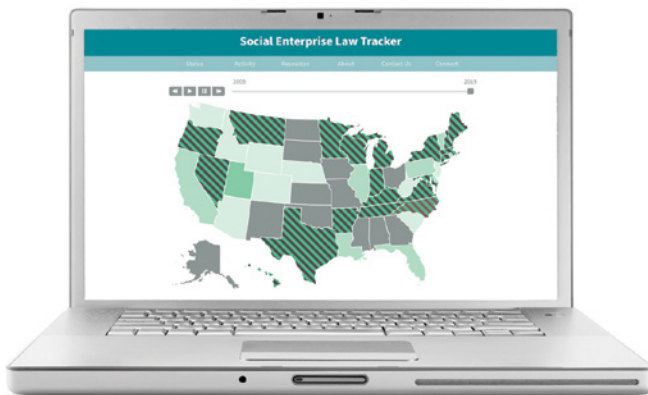 Social Enterprise Law Tracker
Status Activity Resources About Contact Us Connect
2009 2019